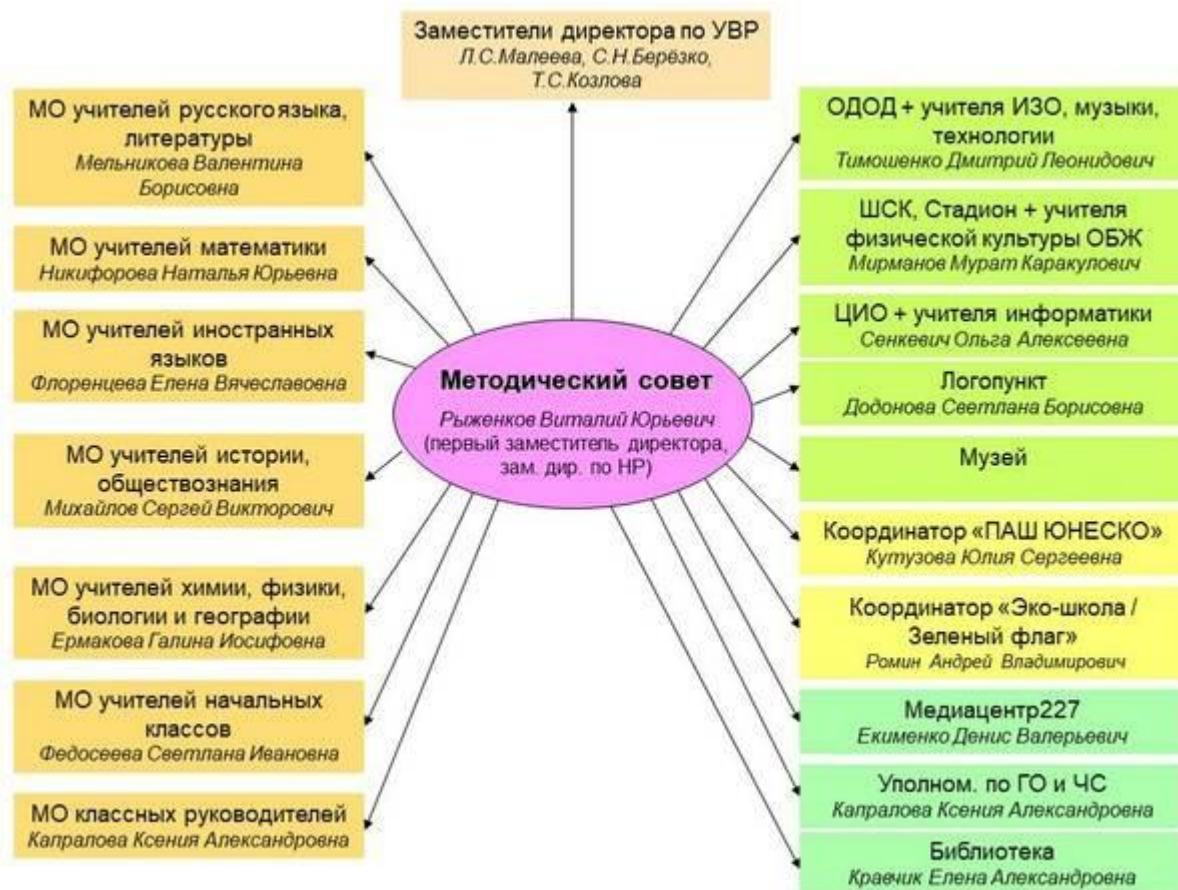 Заместители директора по УВР
Л.С.Малеева, С.Н.Берёзко,
Т.С.Козлова
МО учителей русского языка,
литературы
Мельникова Валентина
Борисовна
МО учителей математики
Никифорова Наталья Юрьевна
МО учителей иностранных
языков
Флоренцева Елена Вячеславовна
МО учителей истории,
обществознания
Михайлов Сергей Викторович
МО учителей химии, физики,
биологии и географии
Ермакова Галина Иосифовна
МО учителей начальных
классов
Федосеева Светлана Ивановна
МО классных руководителей
Капралова Ксения Александровна
Методический совет
Рыженков Виталий Юрьевич
(первый заместитель директора,
зам. дир. по НР)
ОДОД + учителя ИЗО, музыки,
технологии
Тимошенко Дмитрий Леонидович
ШСК, Стадион + учителя
физической культуры ОБЖ
Мирманов Мурат Каракулович
ЦИО + учителя информатики
Сенкевич Ольга Алексеевна
Логопункт
Додонова Светлана Борисовна
Музей
Координатор «ПАШ ЮНЕСКО»
Кутузова Юлия Сергеевна
Координатор «Эко-школа /
Зеленый флаг»
Ромин Андрей Владимирович
Медиацентр227
Екименко Денис Валерьевич
Уполном. по ГО и ЧС
Капралова Ксения Александровна
Библиотека
Кравчик Елена Александровна